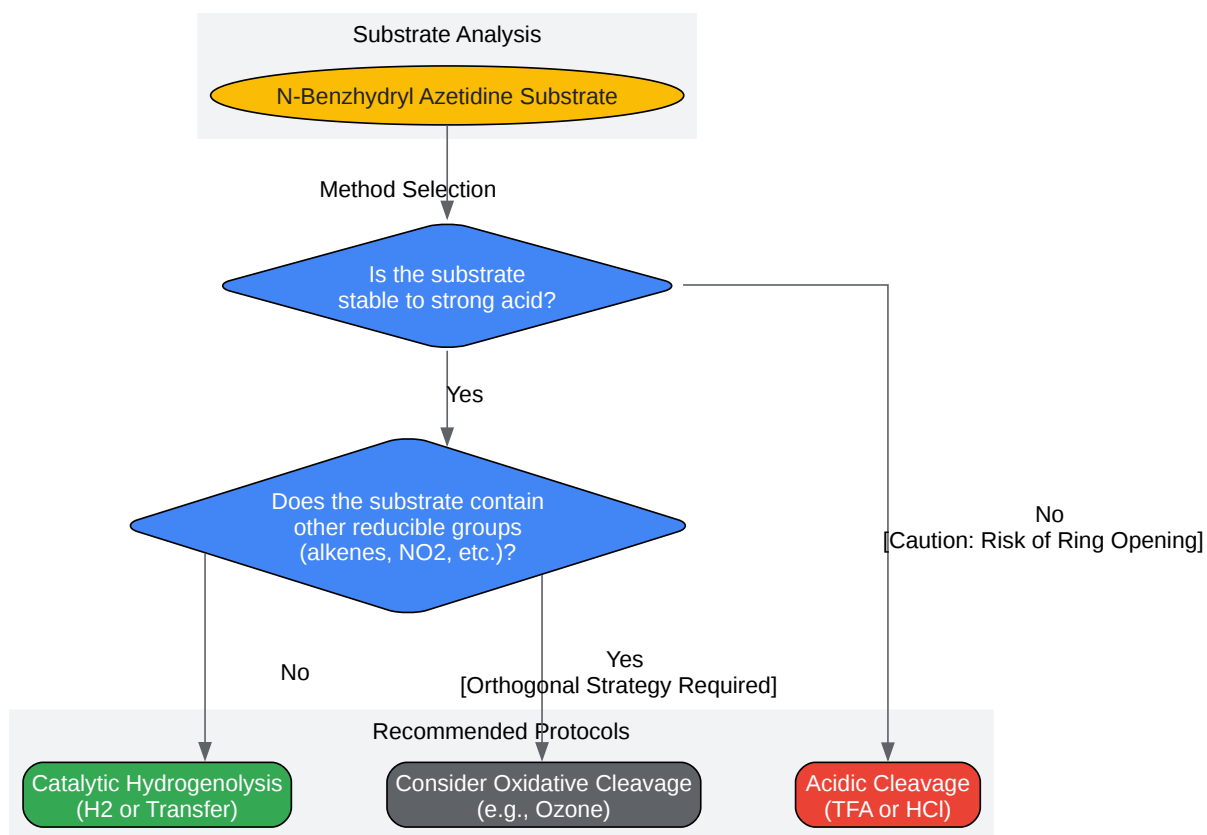 Substrate Analysis
N-Benzhydryl Azetidine Substrate
Method Selection
Is the substrate
stable to strong acid?
Yes
Does the substrate contain
other reducible groups
(alkenes, NO2, etc.)?
No
[Caution: Risk of Ring Opening]
No
Yes
[Orthogonal Strategy Required]
Recommended Protocols
Catalytic Hydrogenolysis
(H2 or Transfer)
Consider Oxidative Cleavage
(e.g., Ozone)
Acidic Cleavage
(TFA or HCl)